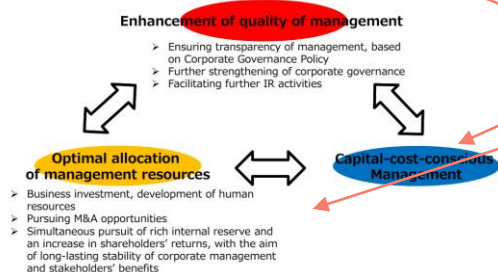 Enhancement of quality of management
➤ Ensuring transparency of management, based
on Corporate Governance Policy
➤ Further strengthening of corporate governance
➤ Facilitating further IR activities
Optimal allocation
of management resources
Capital-cost-conscious
Management
➤ Business investment, development of human
resources
➤ Pursuing M&A opportunities
➤ Simultaneous pursuit of rich internal reserve and
an increase in shareholders' returns, with the aim
of long-lasting stability of corporate management
and stakeholders' benefits